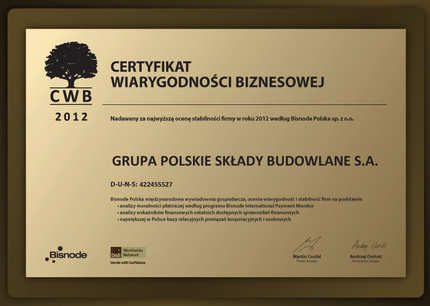 CERTYFIKAT
WIARYGODNOŚCI BIZNESOWEJ
CWB
2012
Nadawany za najwyższą ocenę stabilności firmy w roku 2012 według Bisnode Polska sp. z o.o.
GRUPA POLSKIE SKŁADY BUDOWLANE S.A.
D-U-N-S: 422455527
Bisnode Polska międzynarodowa wywiadownia gospodarcza, ocenia wiarygodność i stabilność firm na podstawie
• analizy moralności płatniczej według programu Bisnode International Payment Monitor
• analizy wskaźników finansowych ostatnich dostępnych sprawozdań finansowych
• największej w Polsce bazy relacyjnych powiązań korporacyjnych i osobowych
Bisnode
D&B
Worldwide
Network
Decide with Confidence
Martin Coufal
Andrzej Osiński